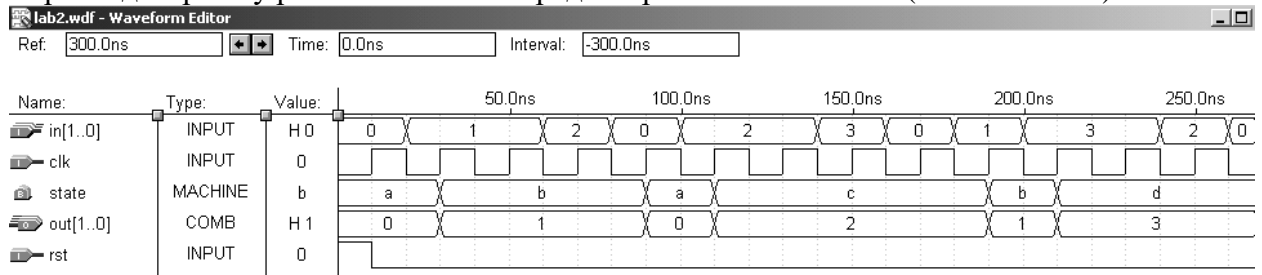 lab2.wdf - Waveform Editor
Ref: 300.0ns Time: 0.0ns Interval: -300.0ns
50.0ns 100.0ns 150.0ns 200.0ns 250.0ns
Name: Type: Value:
in[1..0] INPUT H 0 0 1 2 0 2 3 0 1 3 2 0
clk INPUT 0
state MACHINE b a b a c b d
out[1..0] COMB H 1 0 1 0 2 1 3
rst INPUT 0